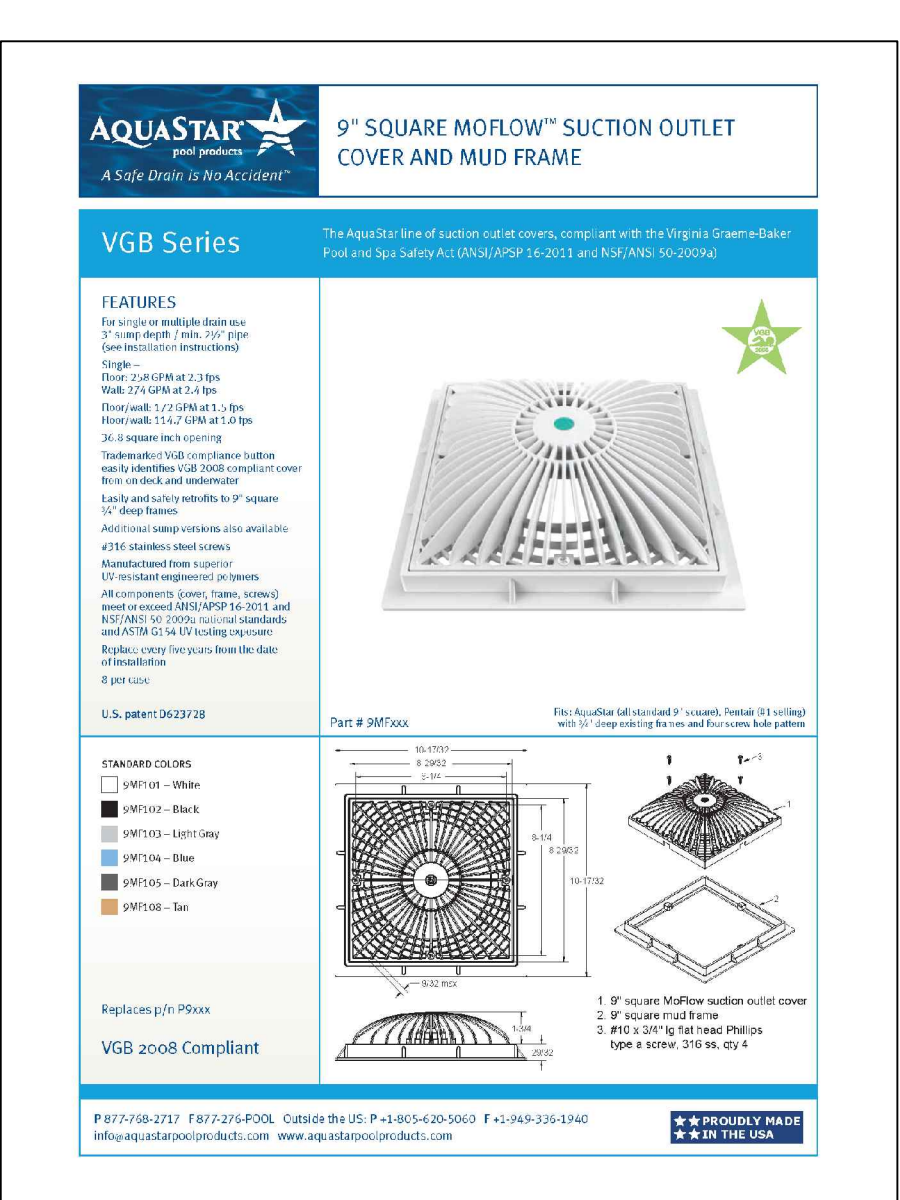 AQUASTAR®
pool products
A Safe Drain is No Accident™
9" SQUARE MOFLOW™ SUCTION OUTLET
COVER AND MUD FRAME
VGB Series
The AquaStar line of suction outlet covers, compliant with the Virginia Graeme-Baker
Pool and Spa Safety Act (ANSI/APSP 16-2011 and NSF/ANSI 50-2009a)
FEATURES
For single or multiple drain use
3" sump depth / min. 2½" pipe
(see installation instructions)
Single –
Floor: 258 GPM at 2.3 fps
Wall: 274 GPM at 2.4 fps
Floor/wall: 172 GPM at 1.5 fps
Floor/wall: 114.7 GPM at 1.0 fps
36.8 square inch opening
Trademarked VGB compliance button
easily identifies VGB 2008 compliant cover
from on deck and underwater
Easily and safely retrofits to 9" square
¾" deep frames
Additional sump versions also available
#316 stainless steel screws
Manufactured from superior
UV-resistant engineered polymers
All components (cover, frame, screws)
meet or exceed ANSI/APSP 16-2011 and
NSF/ANSI 50-2009a national standards
and ASTM G154 UV testing exposure
Replace every five years from the date
of installation
8 per case
U.S. patent D623728
VGB
2008
Part # 9MFxxx
Fits: AquaStar (all standard 9" square), Pentair (#1 selling)
with ¾" deep existing frames and four screw hole pattern
STANDARD COLORS
9MF101 – White
9MF102 – Black
9MF103 – Light Gray
9MF104 – Blue
9MF105 – Dark Gray
9MF108 – Tan
Replaces p/n P9xxx
VGB 2008 Compliant
10-17/32
8-29/32
8-1/4
8-1/4
8-29/32
10-17/32
9/32 max
1-3/4
29/32
3
1
2
1. 9" square MoFlow suction outlet cover
2. 9" square mud frame
3. #10 x 3/4" lg flat head Phillips
type a screw, 316 ss, qty 4
P 877-768-2717 F 877-276-POOL Outside the US: P +1-805-620-5060 F +1-949-336-1940
info@aquastarpoolproducts.com www.aquastarpoolproducts.com
PROUDLY MADE
IN THE USA